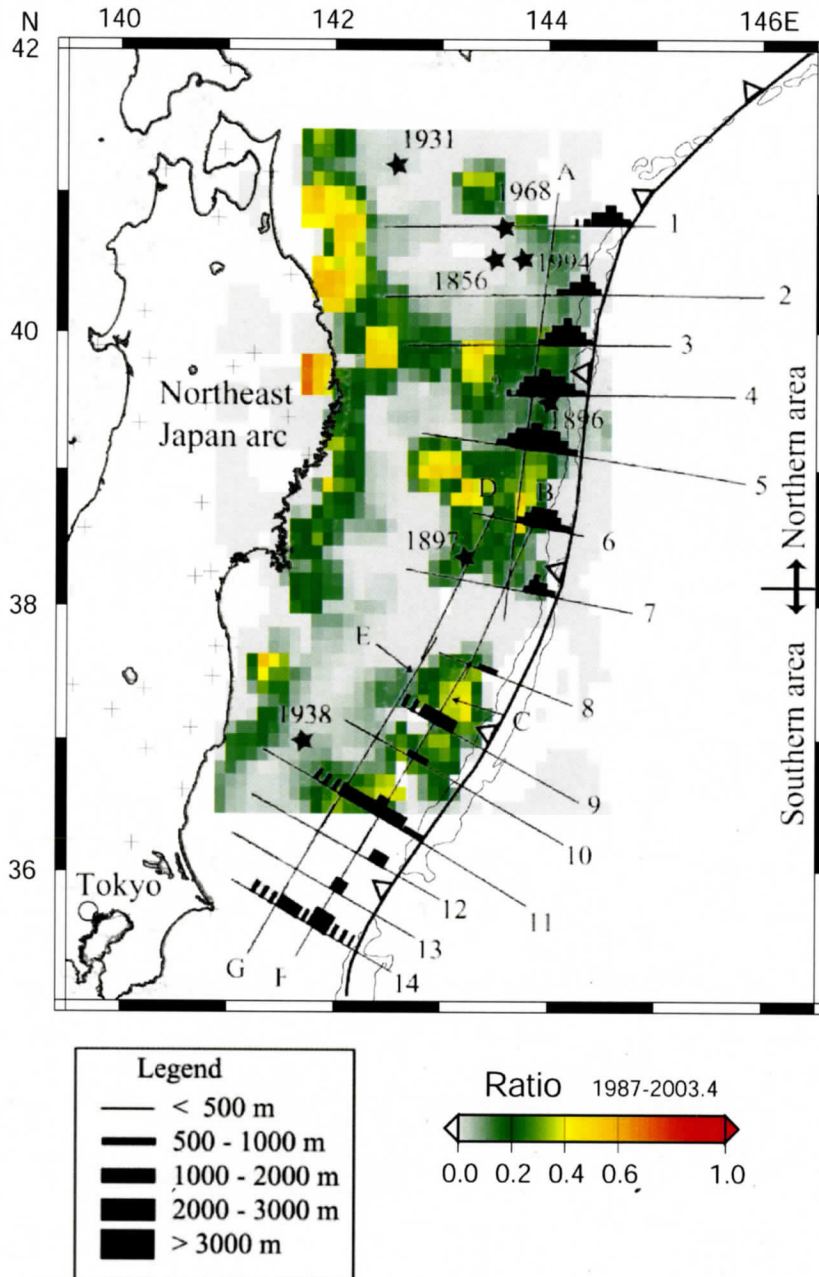 N
140
142
144
146E
42
1931
A
1968
1
1856
1994
2
40
3
Northeast
Japan arc
4
1896
5
Northern area
D
B
1897
6
38
7
E
8
1938
C
9
Southern area
10
36
Tokyo
11
12
13
G
F
14
Legend
< 500 m
500 - 1000 m
1000 - 2000 m
2000 - 3000 m
> 3000 m
Ratio 1987-2003.4
0.0 0.2 0.4 0.6 1.0